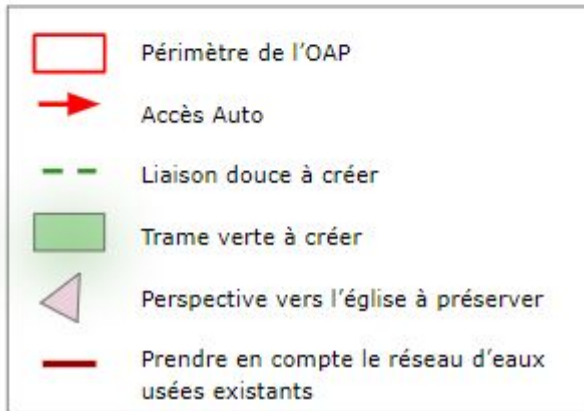 Périmètre de l'OAP
Accès Auto
Liaison douce à créer
Trame verte à créer
Perspective vers l'église à préserver
Prendre en compte le réseau d'eaux
usées existants